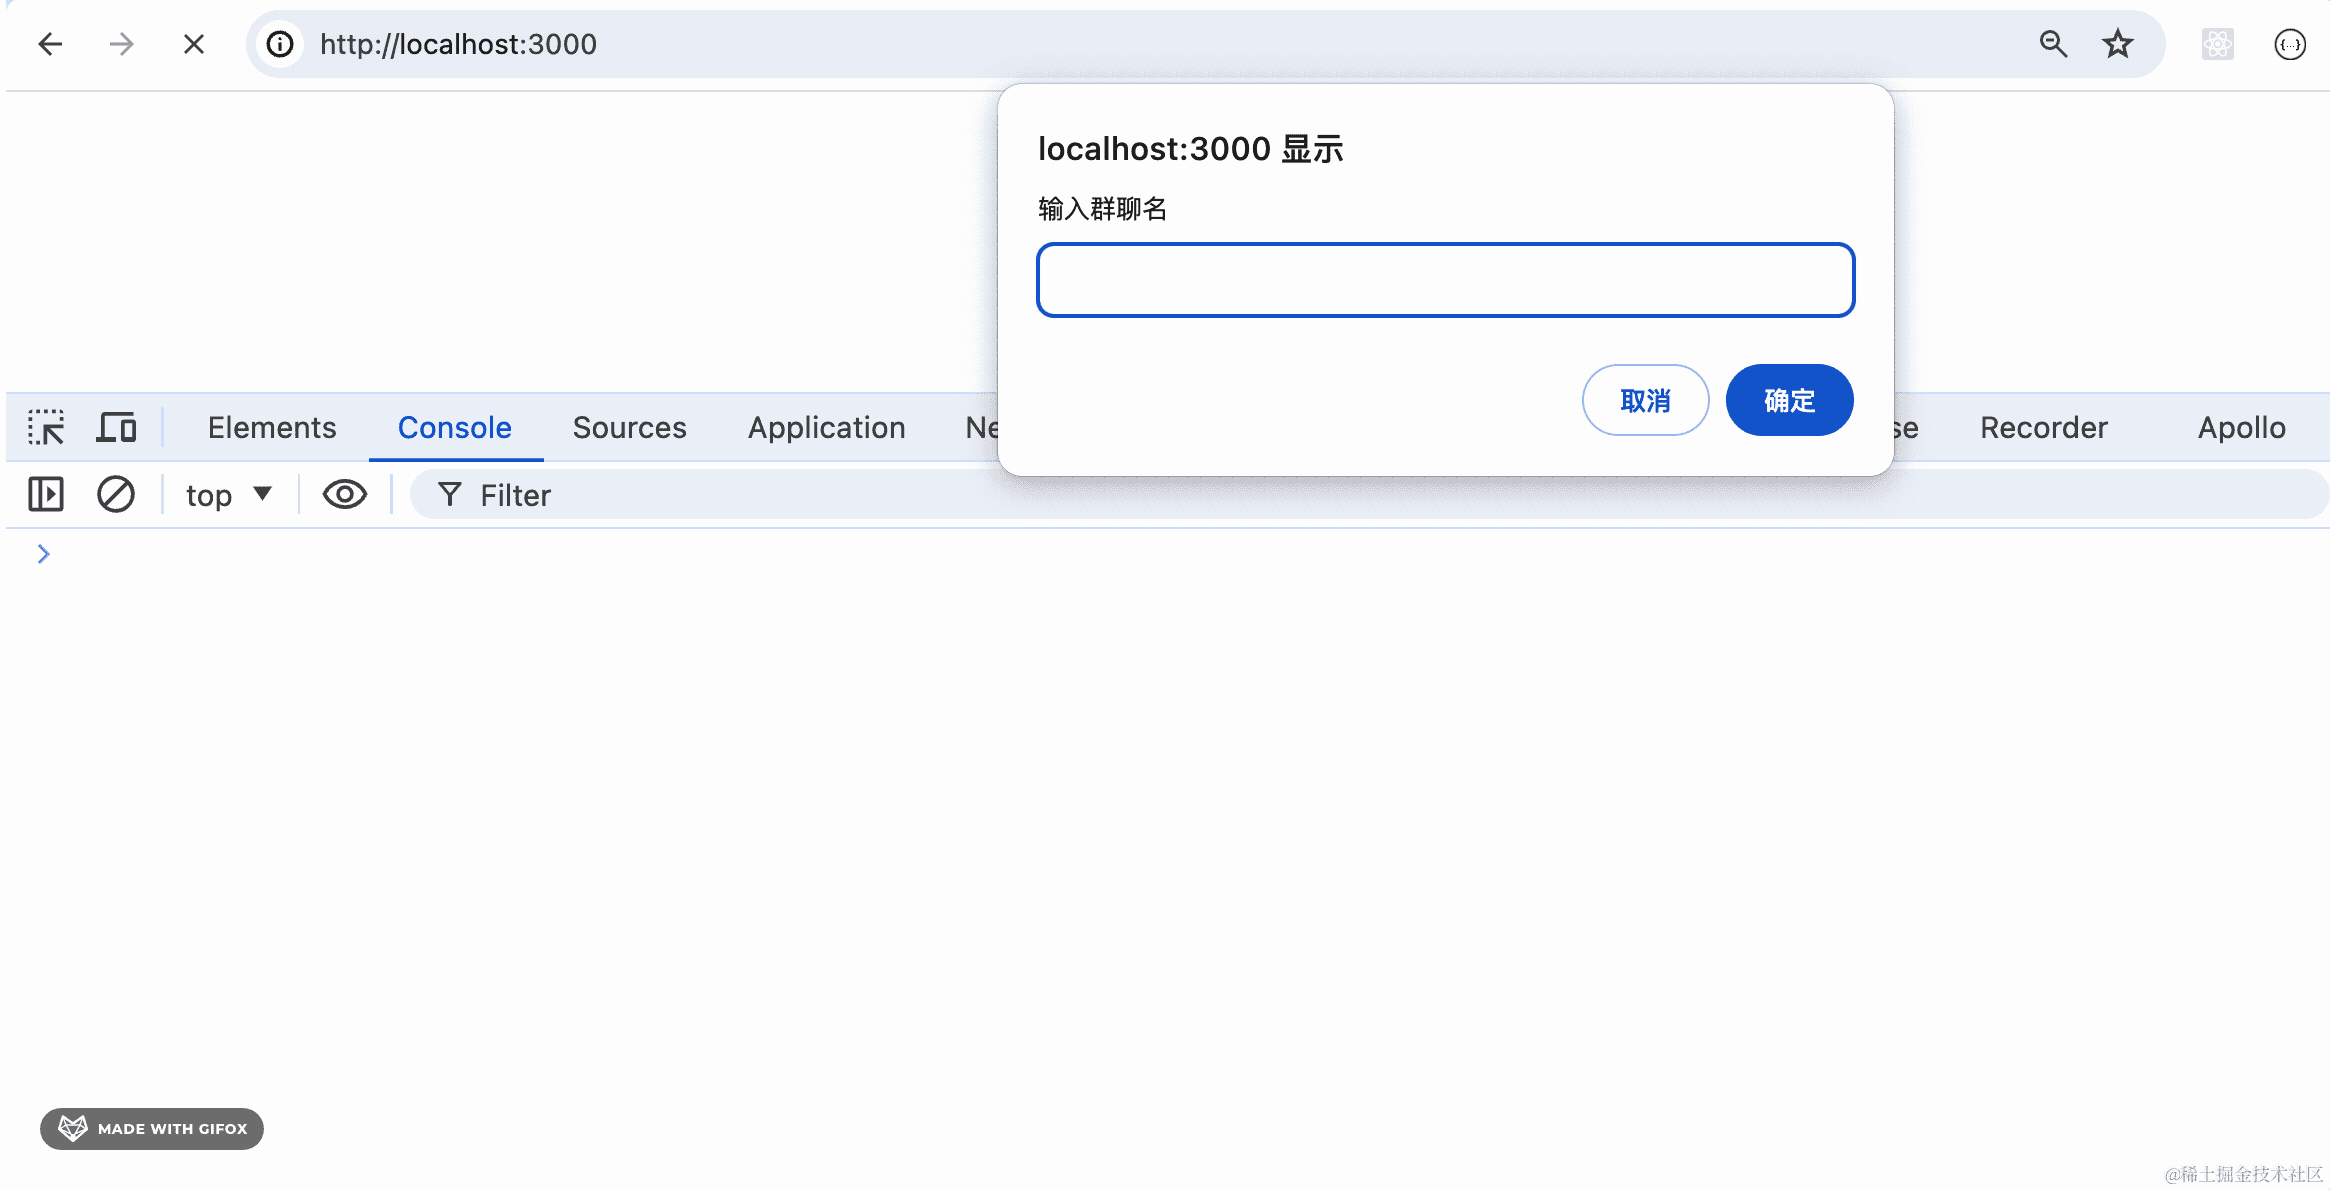 http://localhost:3000
localhost:3000 显示
输入群聊名
取消 确定
Elements Console Sources Application Ne se Recorder Apollo
top Filter
MADE WITH GIFOX
@稀土掘金技术社区